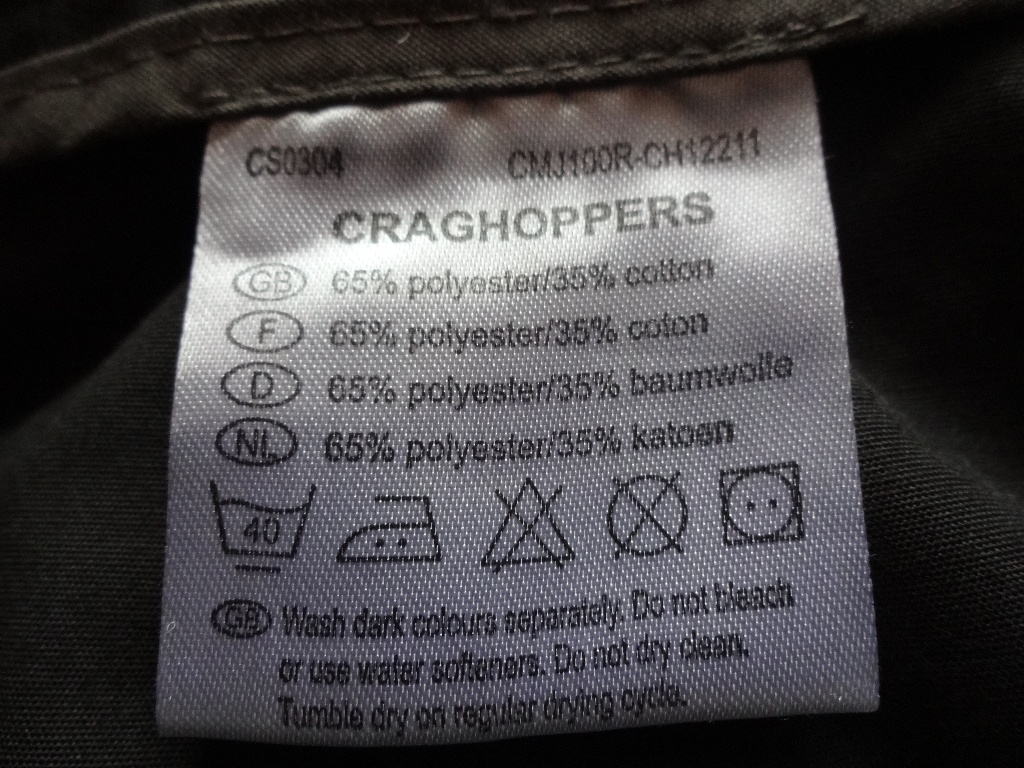 CS0304 CMJ100R-CH12211
CRAGHOPPERS
GB 65% polyester/35% cotton
F 65% polyester/35% coton
D 65% polyester/35% baumwolle
NL 65% polyester/35% katoen
40
GB Wash dark colours separately. Do not bleach
or use water softeners. Do not dry clean.
Tumble dry on regular drying cycle.